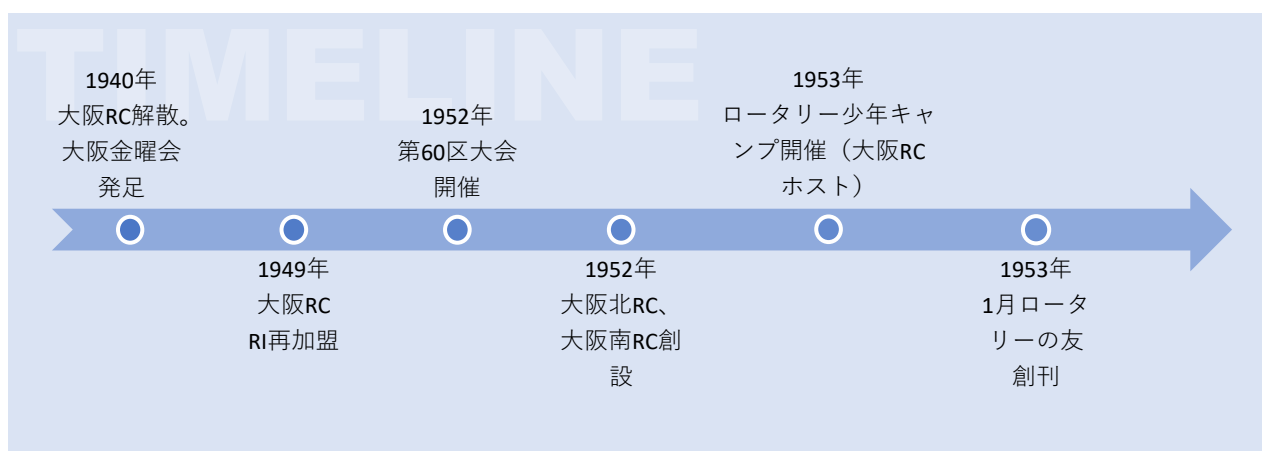 TIMELINE
1940年
大阪RC解散。
大阪金曜会
発足
1949年
大阪RC
RI再加盟
1952年
第60区大会
開催
1952年
大阪北RC、
大阪南RC創
設
1953年
ロータリー少年キャ
ンプ開催（大阪RC
ホスト）
1953年
1月ロータ
リーの友
創刊